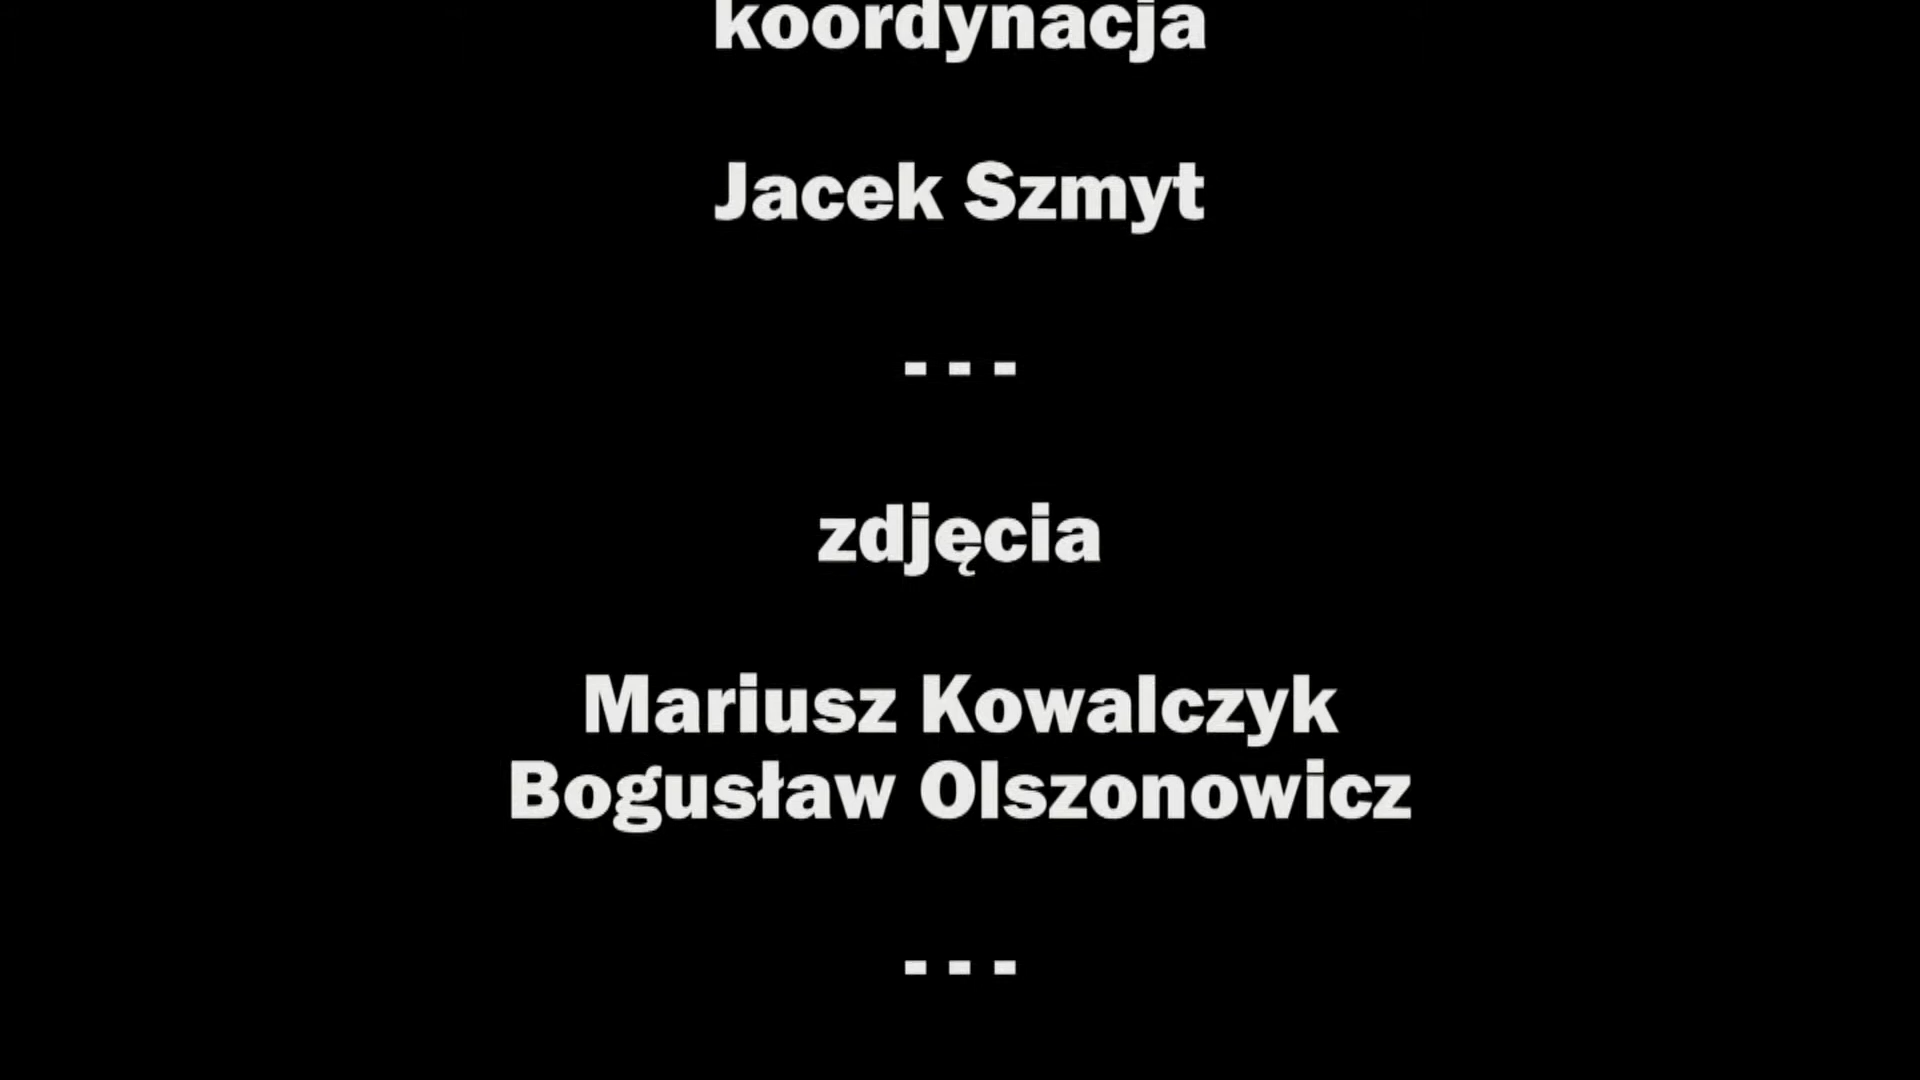 koordynacja
Jacek Szmyt
- - -
zdjęcia
Mariusz Kowalczyk
Bogusław Olszonowicz
- - -